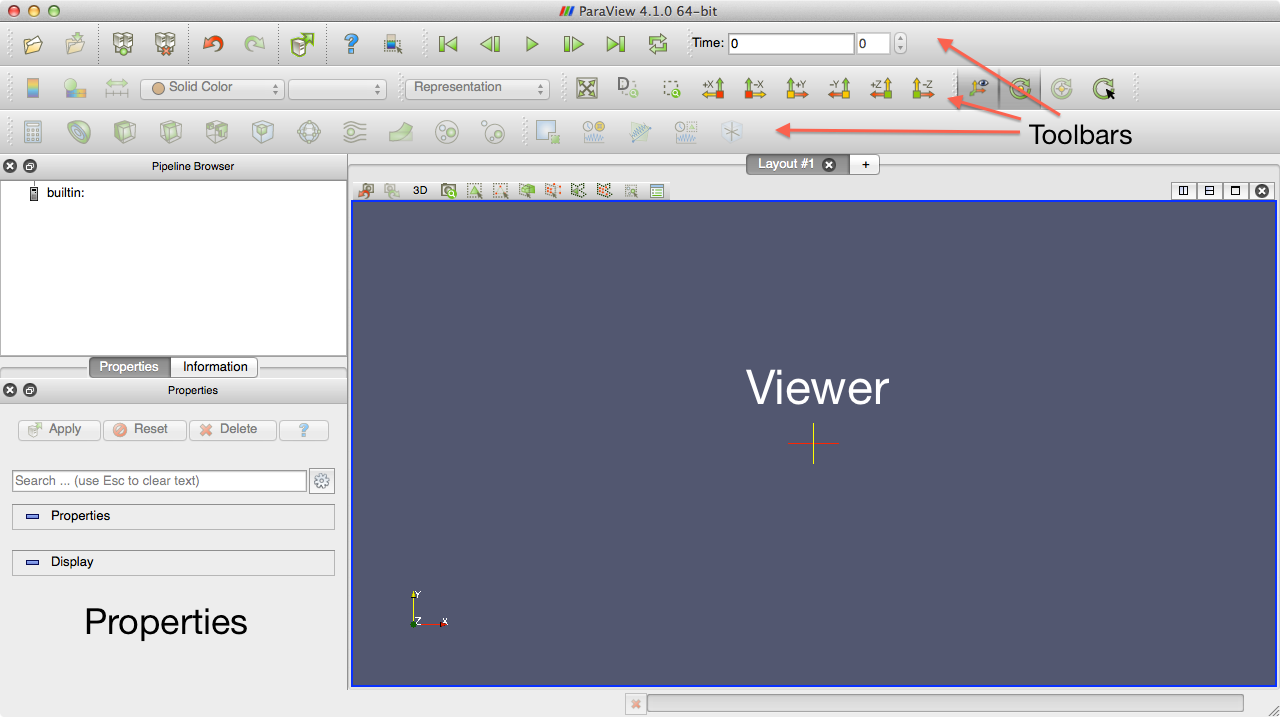 ParaView 4.1.0 64-bit
Time: 0 0
Solid Color Representation D +X -X +Y -Y +Z -Z
Toolbars
Pipeline Browser
Layout #1 +
builtin:
3D
Viewer
Properties Information
Properties
Apply Reset Delete ?
Search ... (use Esc to clear text)
Properties
Display
Properties
Y
Z X